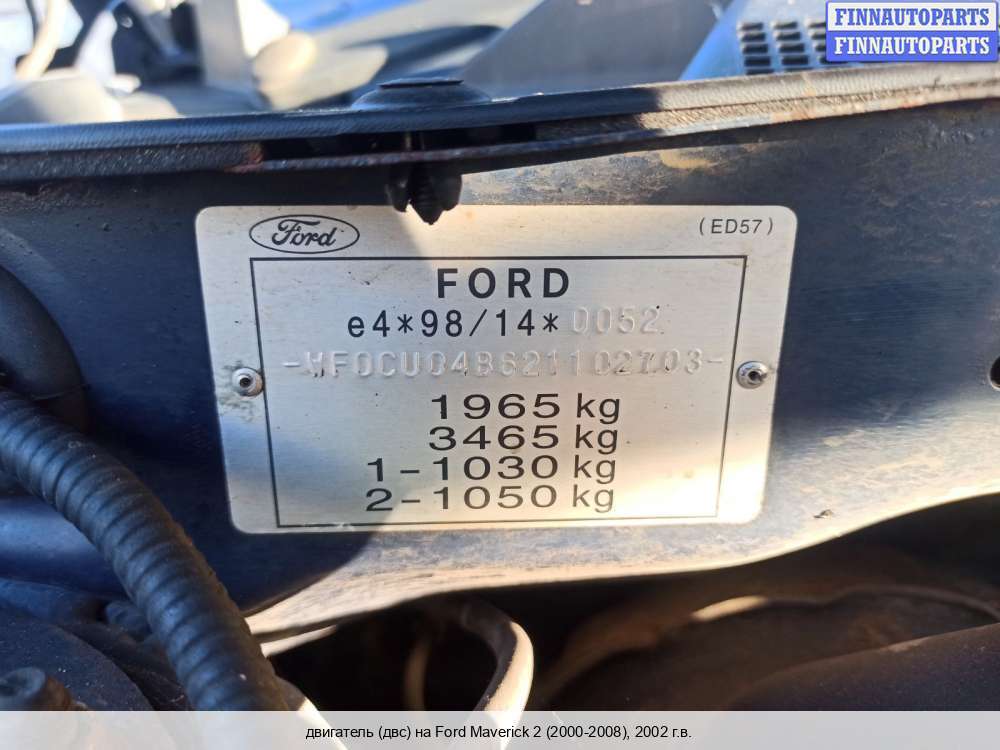 FINNAUTOPARTS
FINNAUTOPARTS
Ford
(ED57)
FORD
e4*98/14*0052
-WF0CU04B621102703-
1965 kg
3465 kg
1-1030 kg
2-1050 kg
двигатель (двс) на Ford Maverick 2 (2000-2008), 2002 г.в.